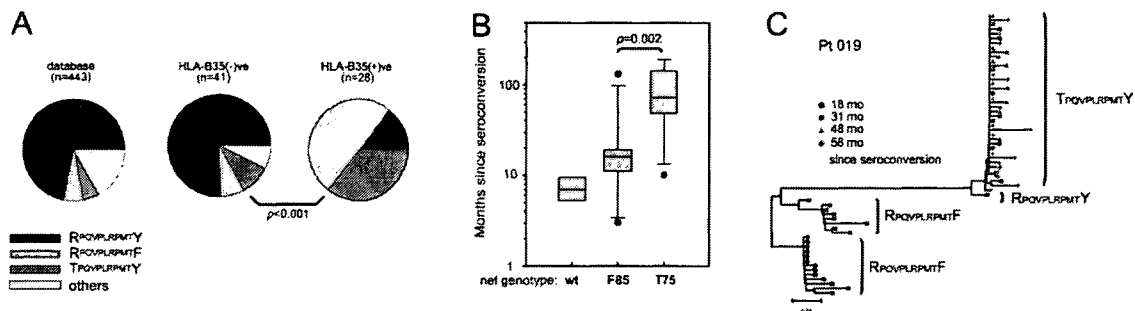 A
database
(n=443)
HLA-B35(-)ve
(n=41)
HLA-B35(+)ve
(n=28)
p<0.001
RPQVPLRPMTY
RPQVPLRPMTF
TPQVPLRPMTY
others
B
p=0.002
Months since seroconversion
100
10
1
nef genotype: wt F85 T75
C
Pt 019
18 mo
31 mo
48 mo
58 mo
since seroconversion
TPQVPLRPMTY
RPQVPLRPMTY
RPQVPLRPMTF
RPQVPLRPMTF